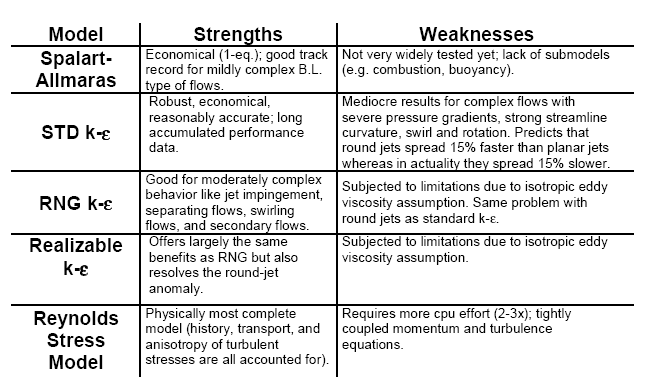 Model Strengths Weaknesses
Spalart-
Allmaras
Economical (1-eq.); good track
record for mildly complex B.L.
type of flows.
Not very widely tested yet; lack of submodels
(e.g. combustion, buoyancy).
STD k-ε
Robust, economical,
reasonably accurate; long
accumulated performance
data.
Mediocre results for complex flows with
severe pressure gradients, strong streamline
curvature, swirl and rotation. Predicts that
round jets spread 15% faster than planar jets
whereas in actuality they spread 15% slower.
RNG k-ε
Good for moderately complex
behavior like jet impingement,
separating flows, swirling
flows, and secondary flows.
Subjected to limitations due to isotropic eddy
viscosity assumption. Same problem with
round jets as standard k-ε.
Realizable
k-ε
Offers largely the same
benefits as RNG but also
resolves the round-jet
anomaly.
Subjected to limitations due to isotropic eddy
viscosity assumption.
Reynolds
Stress
Model
Physically most complete
model (history, transport, and
anisotropy of turbulent
stresses are all accounted for).
Requires more cpu effort (2-3x); tightly
coupled momentum and turbulence
equations.